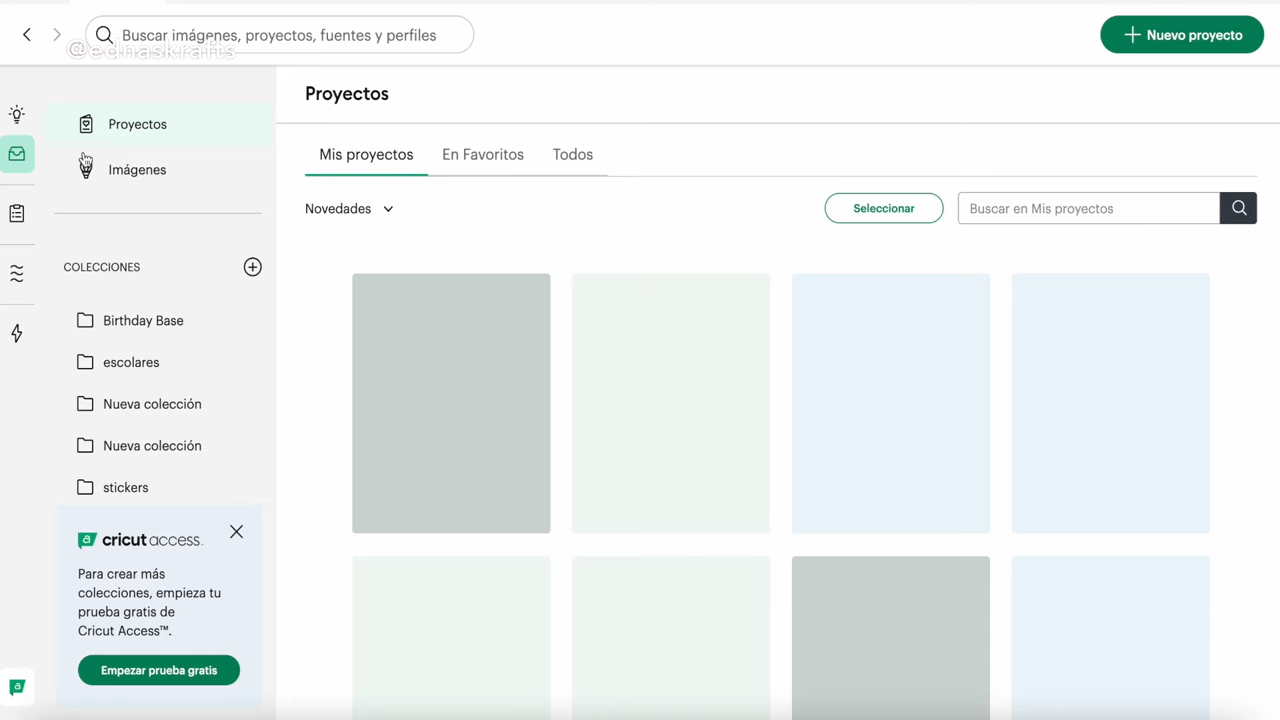 Buscar imágenes, proyectos, fuentes y perfiles
@ednaskrafts
Nuevo proyecto
Proyectos
Imágenes
COLECCIONES
Birthday Base
escolares
Nueva colección
Nueva colección
stickers
cricut access™
Para crear más
colecciones, empieza tu
prueba gratis de
Cricut Access™.
Empezar prueba gratis
Proyectos
Mis proyectos En Favoritos Todos
Novedades
Seleccionar
Buscar en Mis proyectos